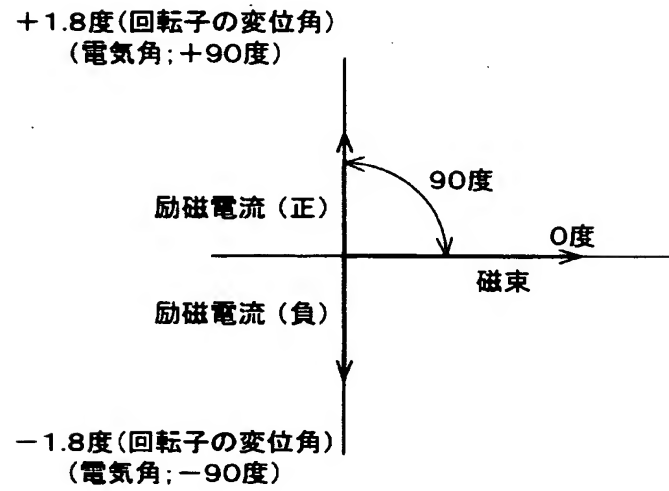 ＋1.8度(回転子の変位角)
(電気角;＋90度)
90度
励磁電流（正）
0度
磁束
励磁電流（負）
－1.8度(回転子の変位角)
(電気角;－90度)